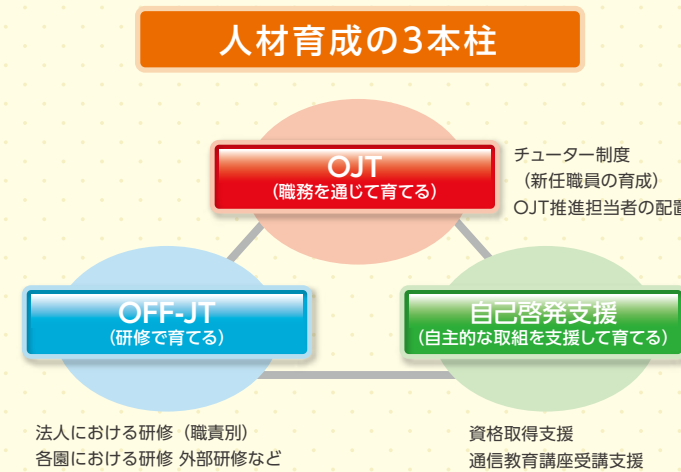 人材育成の3本柱
OJT
(職務を通じて育てる)
チューター制度
(新任職員の育成)
OJT推進担当者の配置
OFF-JT
(研修で育てる)
自己啓発支援
(自主的な取組を支援して育てる)
法人における研修(職責別)
各園における研修 外部研修など
資格取得支援
通信教育講座受講支援